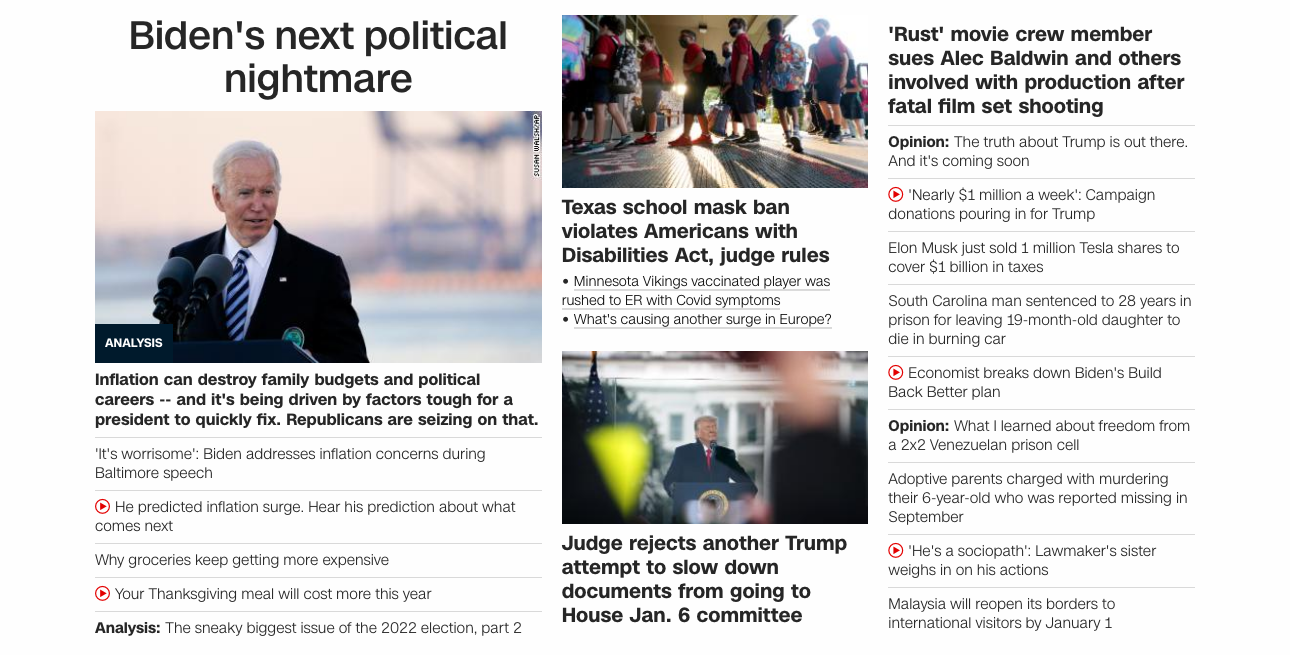 Biden's next political
nightmare
SUSAN WALSH/AP
ANALYSIS
Inflation can destroy family budgets and political
careers -- and it's being driven by factors tough for a
president to quickly fix. Republicans are seizing on that.
'It's worrisome': Biden addresses inflation concerns during
Baltimore speech
He predicted inflation surge. Hear his prediction about what
comes next
Why groceries keep getting more expensive
Your Thanksgiving meal will cost more this year
Analysis: The sneaky biggest issue of the 2022 election, part 2
Texas school mask ban
violates Americans with
Disabilities Act, judge rules
• Minnesota Vikings vaccinated player was
rushed to ER with Covid symptoms
• What's causing another surge in Europe?
Judge rejects another Trump
attempt to slow down
documents from going to
House Jan. 6 committee
'Rust' movie crew member
sues Alec Baldwin and others
involved with production after
fatal film set shooting
Opinion: The truth about Trump is out there.
And it's coming soon
'Nearly $1 million a week': Campaign
donations pouring in for Trump
Elon Musk just sold 1 million Tesla shares to
cover $1 billion in taxes
South Carolina man sentenced to 28 years in
prison for leaving 19-month-old daughter to
die in burning car
Economist breaks down Biden's Build
Back Better plan
Opinion: What I learned about freedom from
a 2x2 Venezuelan prison cell
Adoptive parents charged with murdering
their 6-year-old who was reported missing in
September
'He's a sociopath': Lawmaker's sister
weighs in on his actions
Malaysia will reopen its borders to
international visitors by January 1